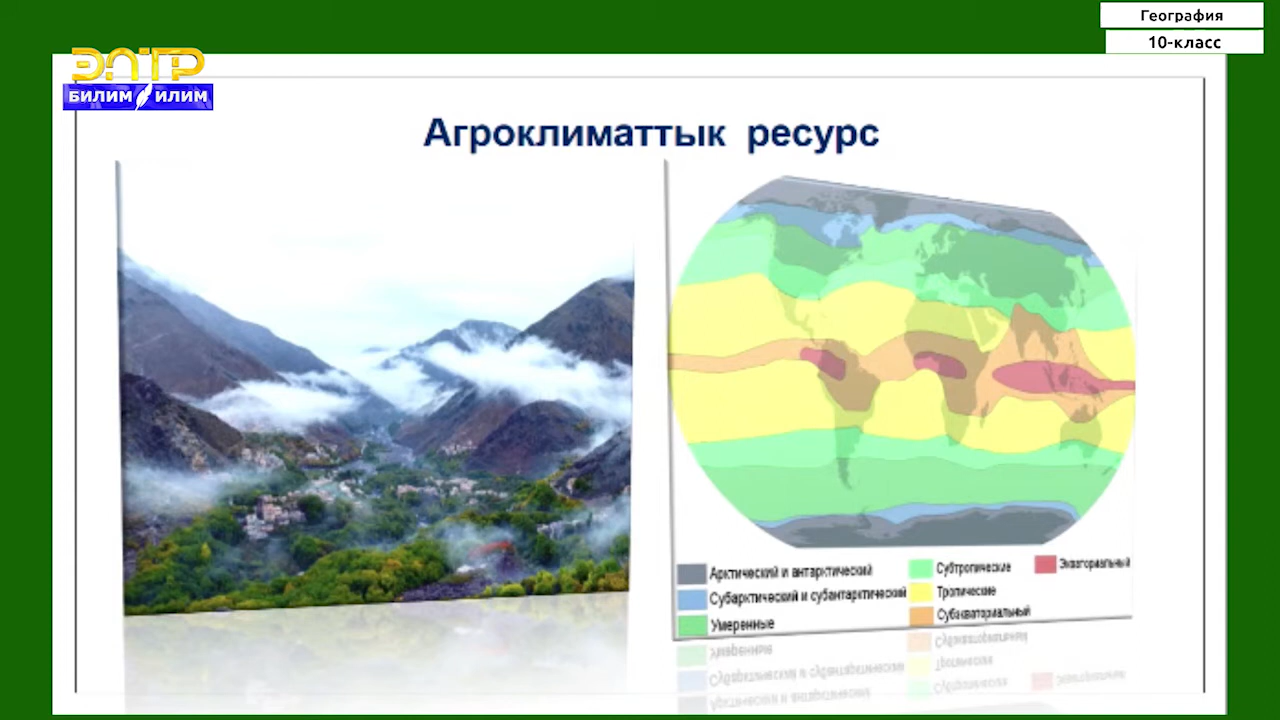 География
10-класс
ЭЛТР
БИЛИМ ИЛИМ
Агроклиматтык ресурс
Арктический и антарктический
Субарктический и субантарктический
Умеренные
Субтропические
Тропические
Субэкваториальный
Экваториальный